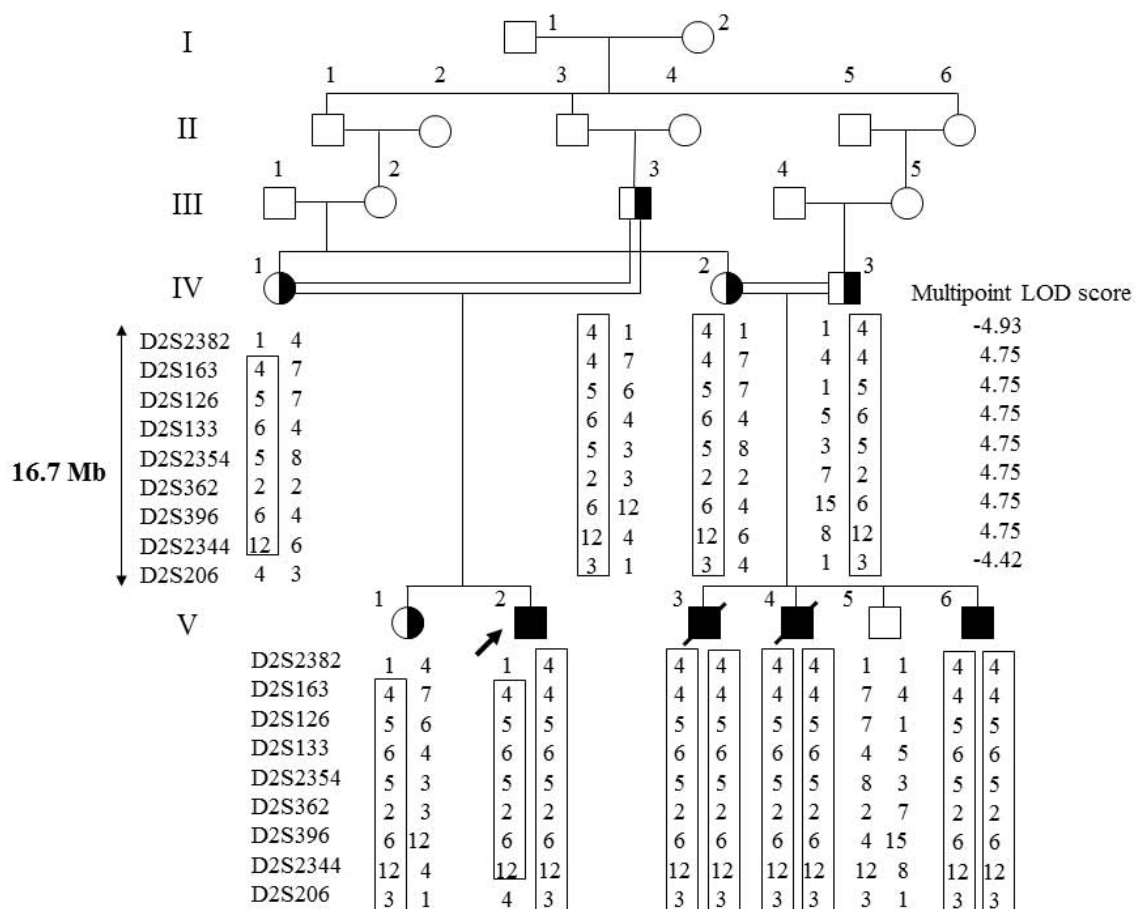 I 1 2
1 2 3 4 5 6
II
1 2 3 4 5
III
1 2 3
IV
Multipoint LOD score
D2S2382 1 4 4 1 4 1 1 4 -4.93
D2S163 4 7 4 7 4 7 4 4 4.75
D2S126 5 7 5 6 5 7 1 5 4.75
D2S133 6 4 6 4 6 4 5 6 4.75
D2S2354 5 8 5 3 5 8 3 5 4.75
16.7 Mb
D2S362 2 2 2 3 2 2 7 2 4.75
D2S396 6 4 6 12 6 4 15 6 4.75
D2S2344 12 6 12 4 12 6 8 12 4.75
D2S206 4 3 3 1 3 4 1 3 -4.42
1 2 3 4 5 6
V
D2S2382 1 4 1 4 4 4 4 4 1 1 4 4
D2S163 4 7 4 4 4 4 4 4 7 4 4 4
D2S126 5 6 5 5 5 5 5 5 7 1 5 5
D2S133 6 4 6 6 6 6 6 6 4 5 6 6
D2S2354 5 3 5 5 5 5 5 5 8 3 5 5
D2S362 2 3 2 2 2 2 2 2 2 7 2 2
D2S396 6 12 6 6 6 6 6 6 4 15 6 6
D2S2344 12 4 12 12 12 12 12 12 12 8 12 12
D2S206 3 1 4 3 3 3 3 3 3 1 3 3